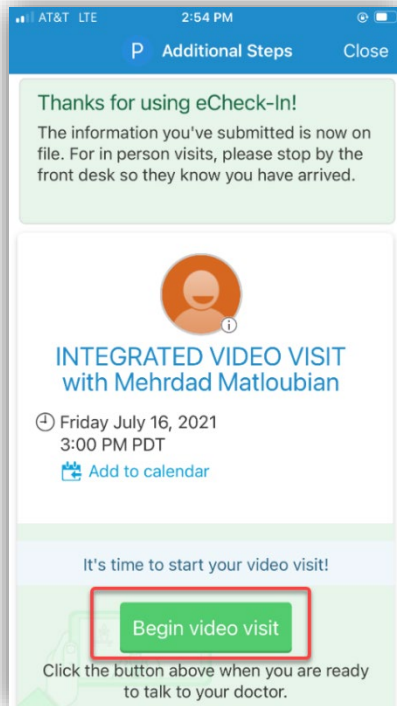 AT&T LTE 2:54 PM
P Additional Steps Close
Thanks for using eCheck-In!
The information you've submitted is now on
file. For in person visits, please stop by the
front desk so they know you have arrived.
INTEGRATED VIDEO VISIT
with Mehrdad Matloubian
Friday July 16, 2021
3:00 PM PDT
Add to calendar
It's time to start your video visit!
Begin video visit
Click the button above when you are ready
to talk to your doctor.